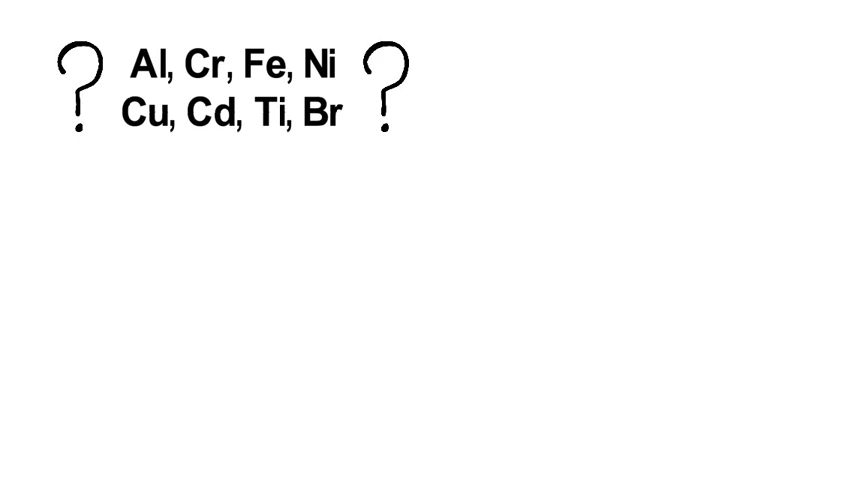 ? Al, Cr, Fe, Ni ?
Cu, Cd, Ti, Br